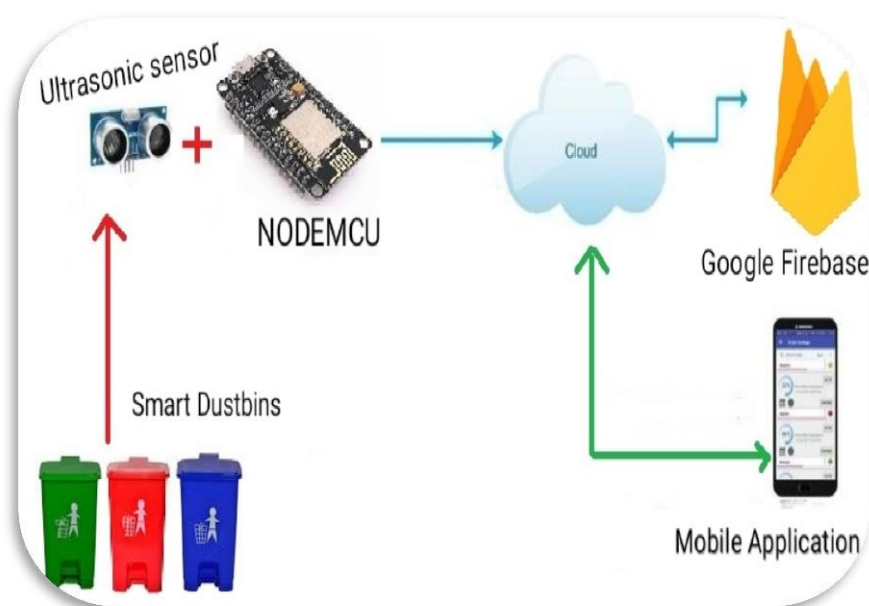 Ultrasonic sensor
NODEMCU
Cloud
Google Firebase
Smart Dustbins
Mobile Application